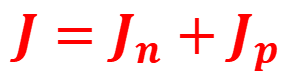 J = Jₙ + Jₚ